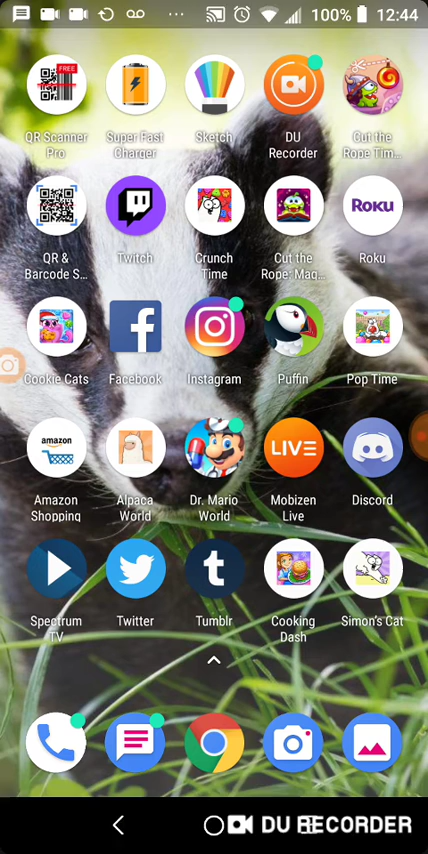 100% 12:44
FREE
QR Scanner Pro
Super Fast Charger
Sketch
DU Recorder
Cut the Rope Tim...
QR & Barcode S...
Twitch
Crunch Time
Cut the Rope: Mag...
ROKU
Roku
Cookie Cats
Facebook
Instagram
Puffin
Pop Time
amazon
Amazon Shopping
Alpaca World
Dr. Mario World
LIVE
Mobizen Live
Discord
Spectrum TV
Twitter
Tumblr
Cooking Dash
Simon's Cat
DU RECORDER